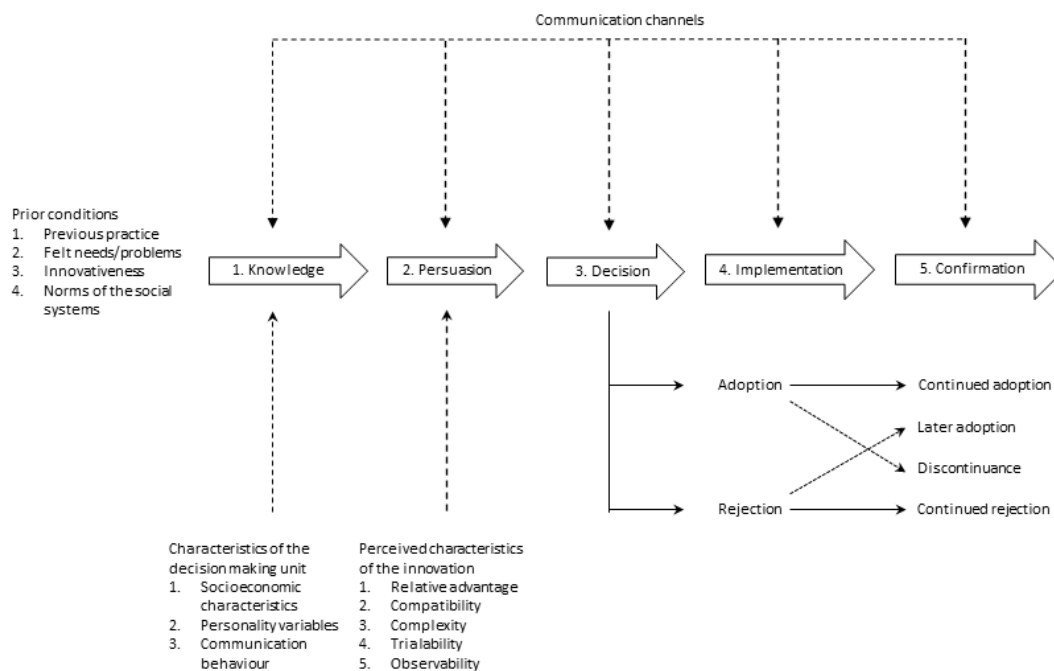 Communication channels
Prior conditions
1. Previous practice
2. Felt needs/problems
3. Innovativeness
4. Norms of the social
systems
1. Knowledge
2. Persuasion
3. Decision
4. Implementation
5. Confirmation
Adoption
Continued adoption
Later adoption
Discontinuance
Rejection
Continued rejection
Characteristics of the
decision making unit
1. Socioeconomic
characteristics
2. Personality variables
3. Communication
behaviour
Perceived characteristics
of the innovation
1. Relative advantage
2. Compatibility
3. Complexity
4. Trialability
5. Observability